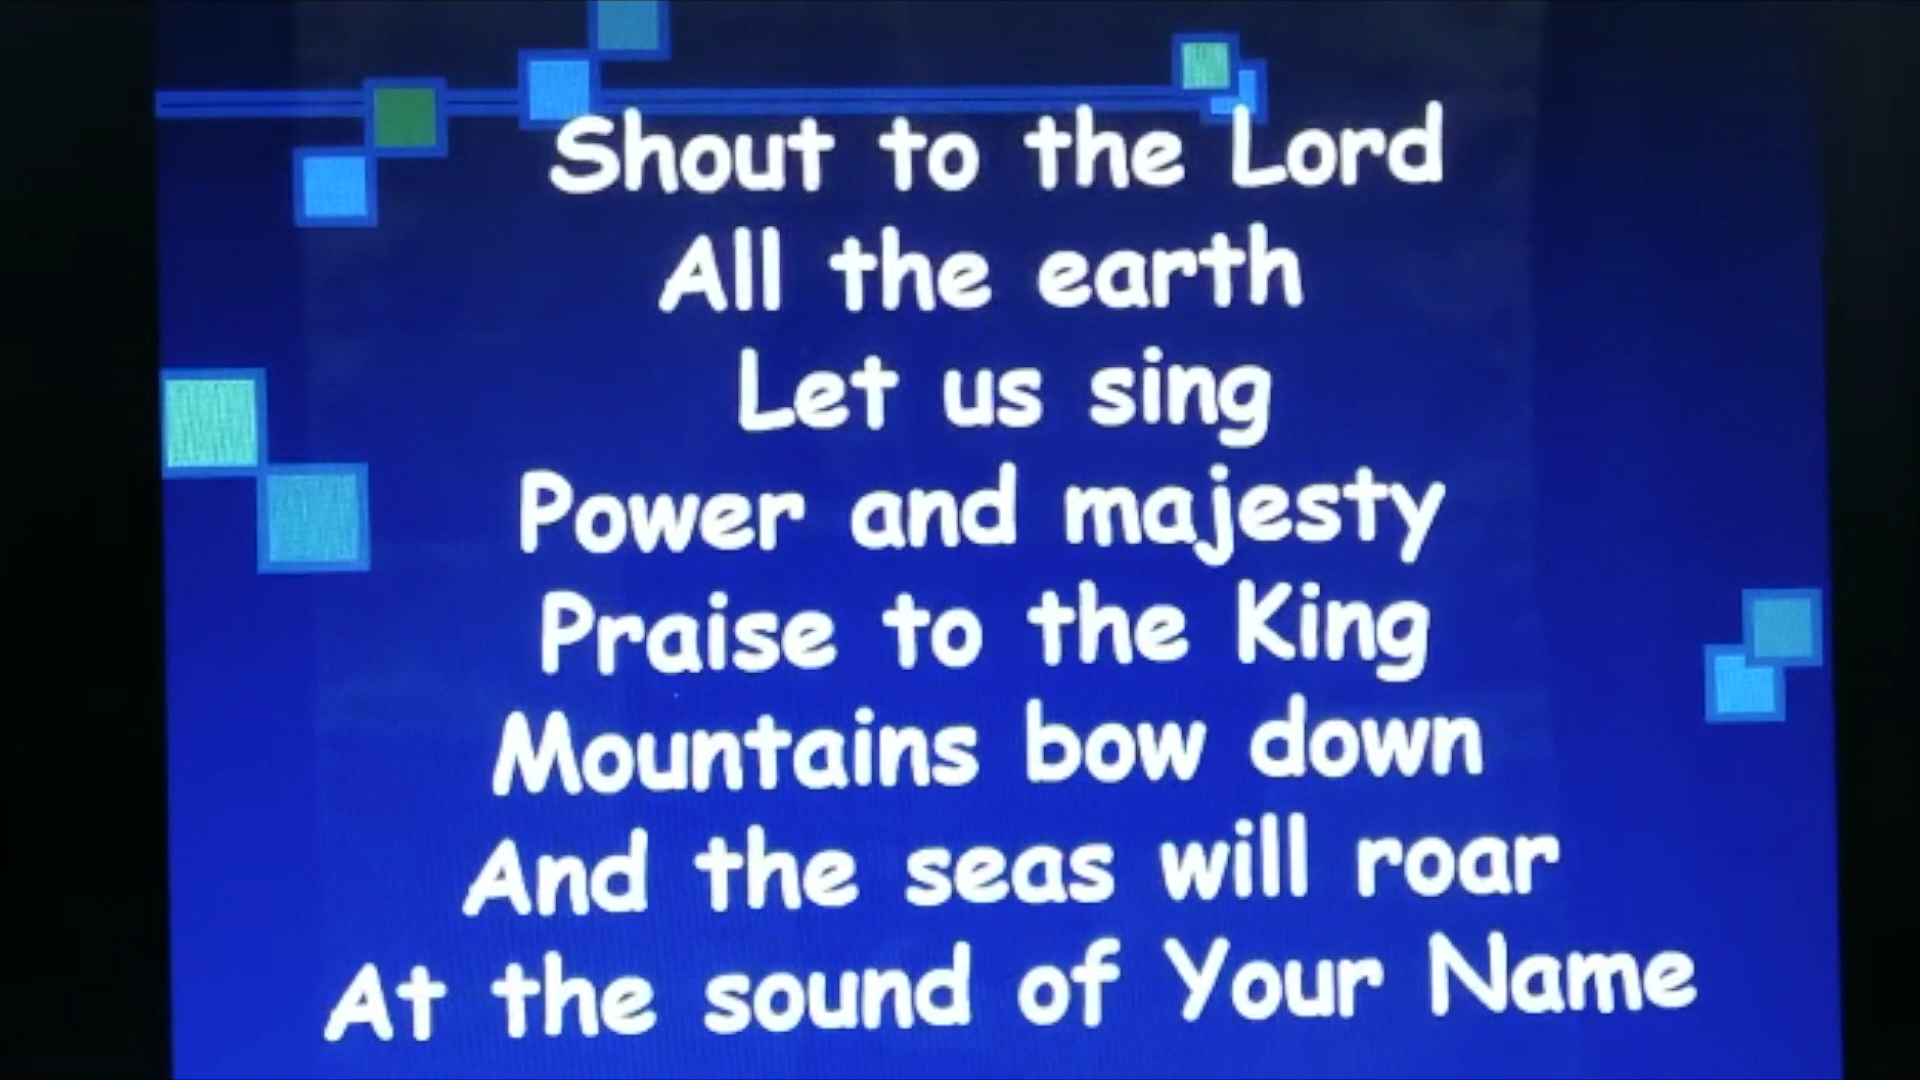 Shout to the Lord
All the earth
Let us sing
Power and majesty
Praise to the King
Mountains bow down
And the seas will roar
At the sound of Your Name